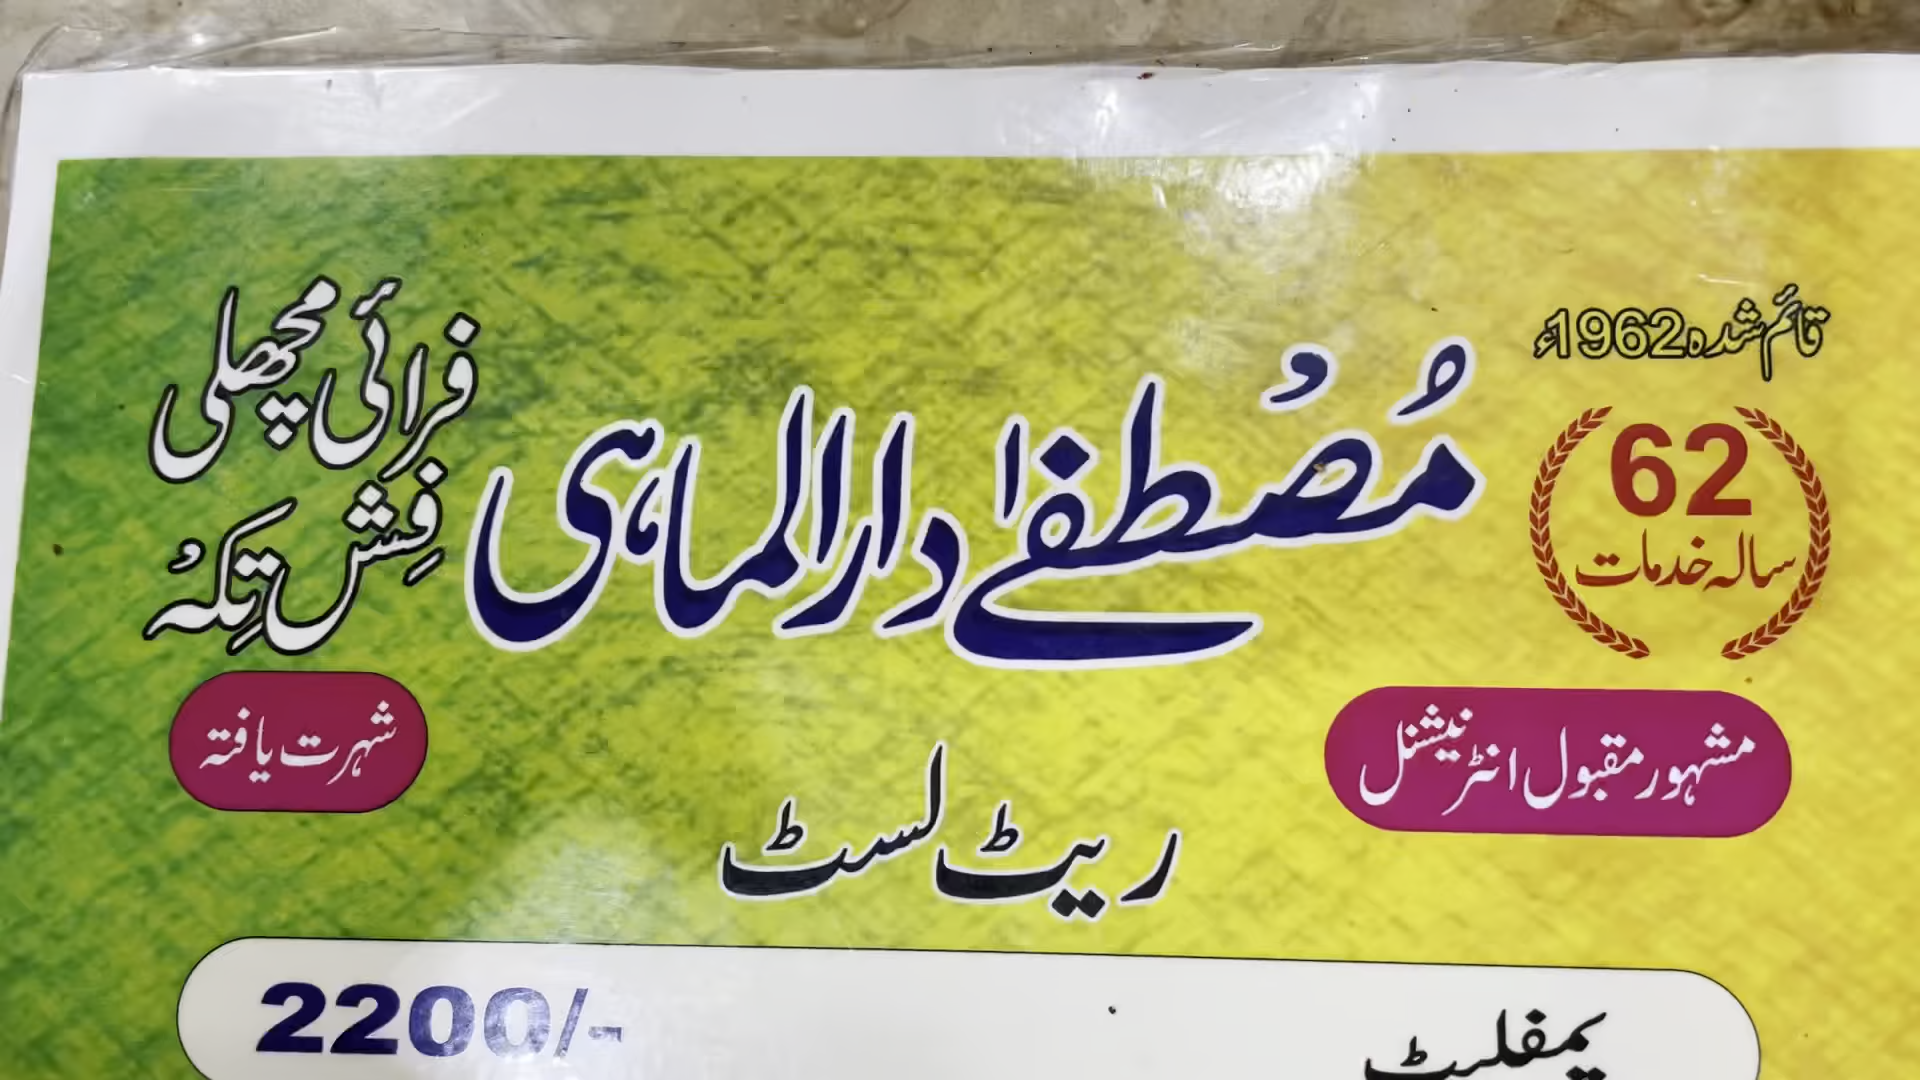 قائم شدہ 1962ء
62
سالہ خدمات
مُصطفےٰ دارالماہی
فرائی مچھلی
فِش تِکہُ
مشہور مقبول انٹرنیشنل
شہرت یافتہ
ریٹ لسٹ
2200/-